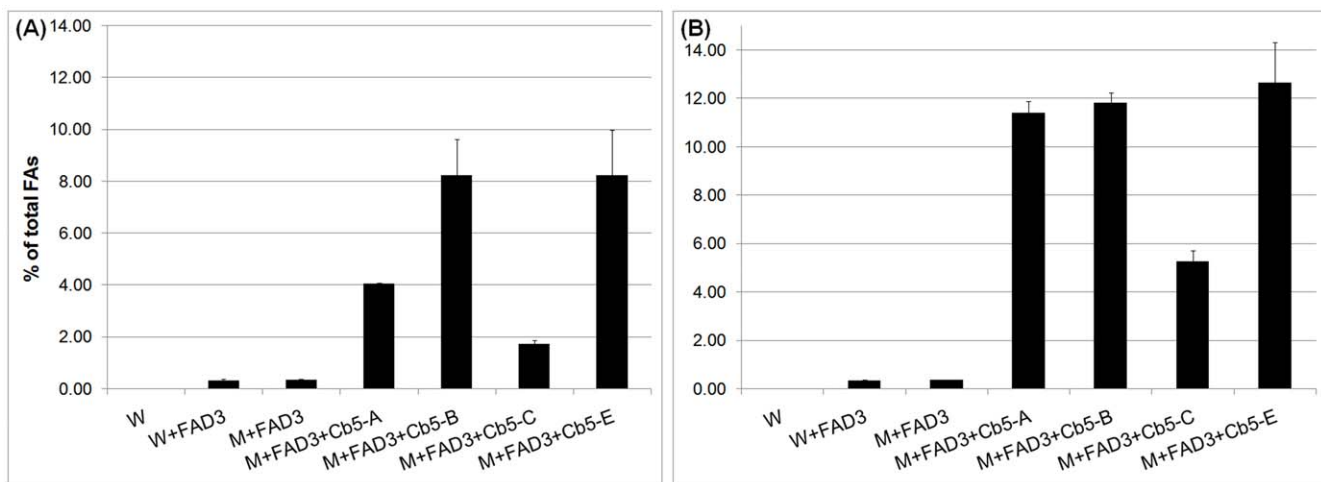 (A)
% of total FAs
14.00
12.00
10.00
8.00
6.00
4.00
2.00
0.00
W
W+FAD3
M+FAD3
M+FAD3+Cb5-A
M+FAD3+Cb5-B
M+FAD3+Cb5-C
M+FAD3+Cb5-E
(B)
14.00
12.00
10.00
8.00
6.00
4.00
2.00
0.00
W
W+FAD3
M+FAD3
M+FAD3+Cb5-A
M+FAD3+Cb5-B
M+FAD3+Cb5-C
M+FAD3+Cb5-E